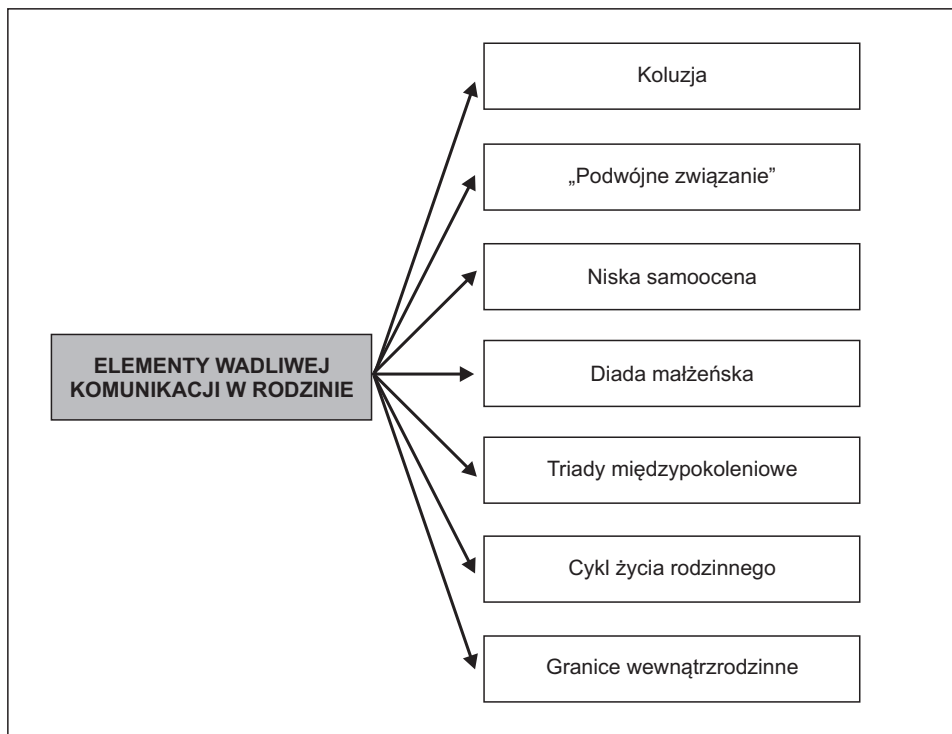 Koluzja
„Podwójne związanie”
Niska samoocena
ELEMENTY WADLIWEJ
KOMUNIKACJI W RODZINIE
Diada małżeńska
Triady międzypokoleniowe
Cykl życia rodzinnego
Granice wewnątrzrodzinne